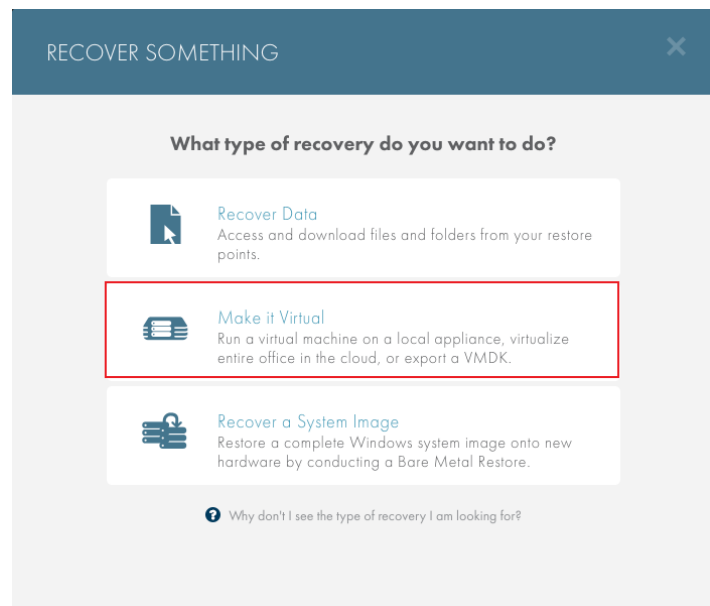 RECOVER SOMETHING
What type of recovery do you want to do?
Recover Data
Access and download files and folders from your restore
points.
Make it Virtual
Run a virtual machine on a local appliance, virtualize
entire office in the cloud, or export a VMDK.
Recover a System Image
Restore a complete Windows system image onto new
hardware by conducting a Bare Metal Restore.
Why don't I see the type of recovery I am looking for?